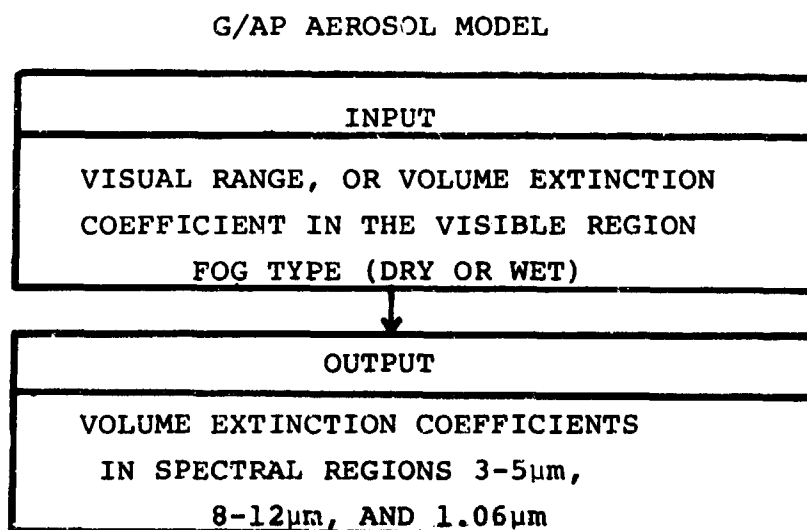 G/AP AEROSOL MODEL
INPUT
VISUAL RANGE, OR VOLUME EXTINCTION
COEFFICIENT IN THE VISIBLE REGION
FOG TYPE (DRY OR WET)
OUTPUT
VOLUME EXTINCTION COEFFICIENTS
IN SPECTRAL REGIONS 3-5μm,
8-12μm, AND 1.06μm